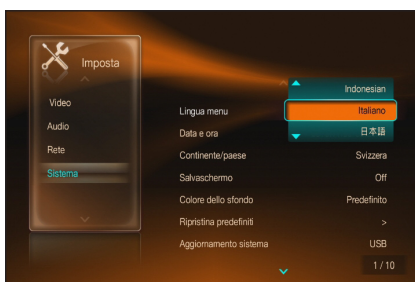 Imposta
Video
Audio
Rete
Sistema
Indonesian
Lingua menu
Italiano
Data e ora
日本語
Continente/paese
Svizzera
Salvaschermo
Off
Colore dello sfondo
Predefinito
Ripristina predefiniti
>
Aggiornamento sistema
USB
1 / 10